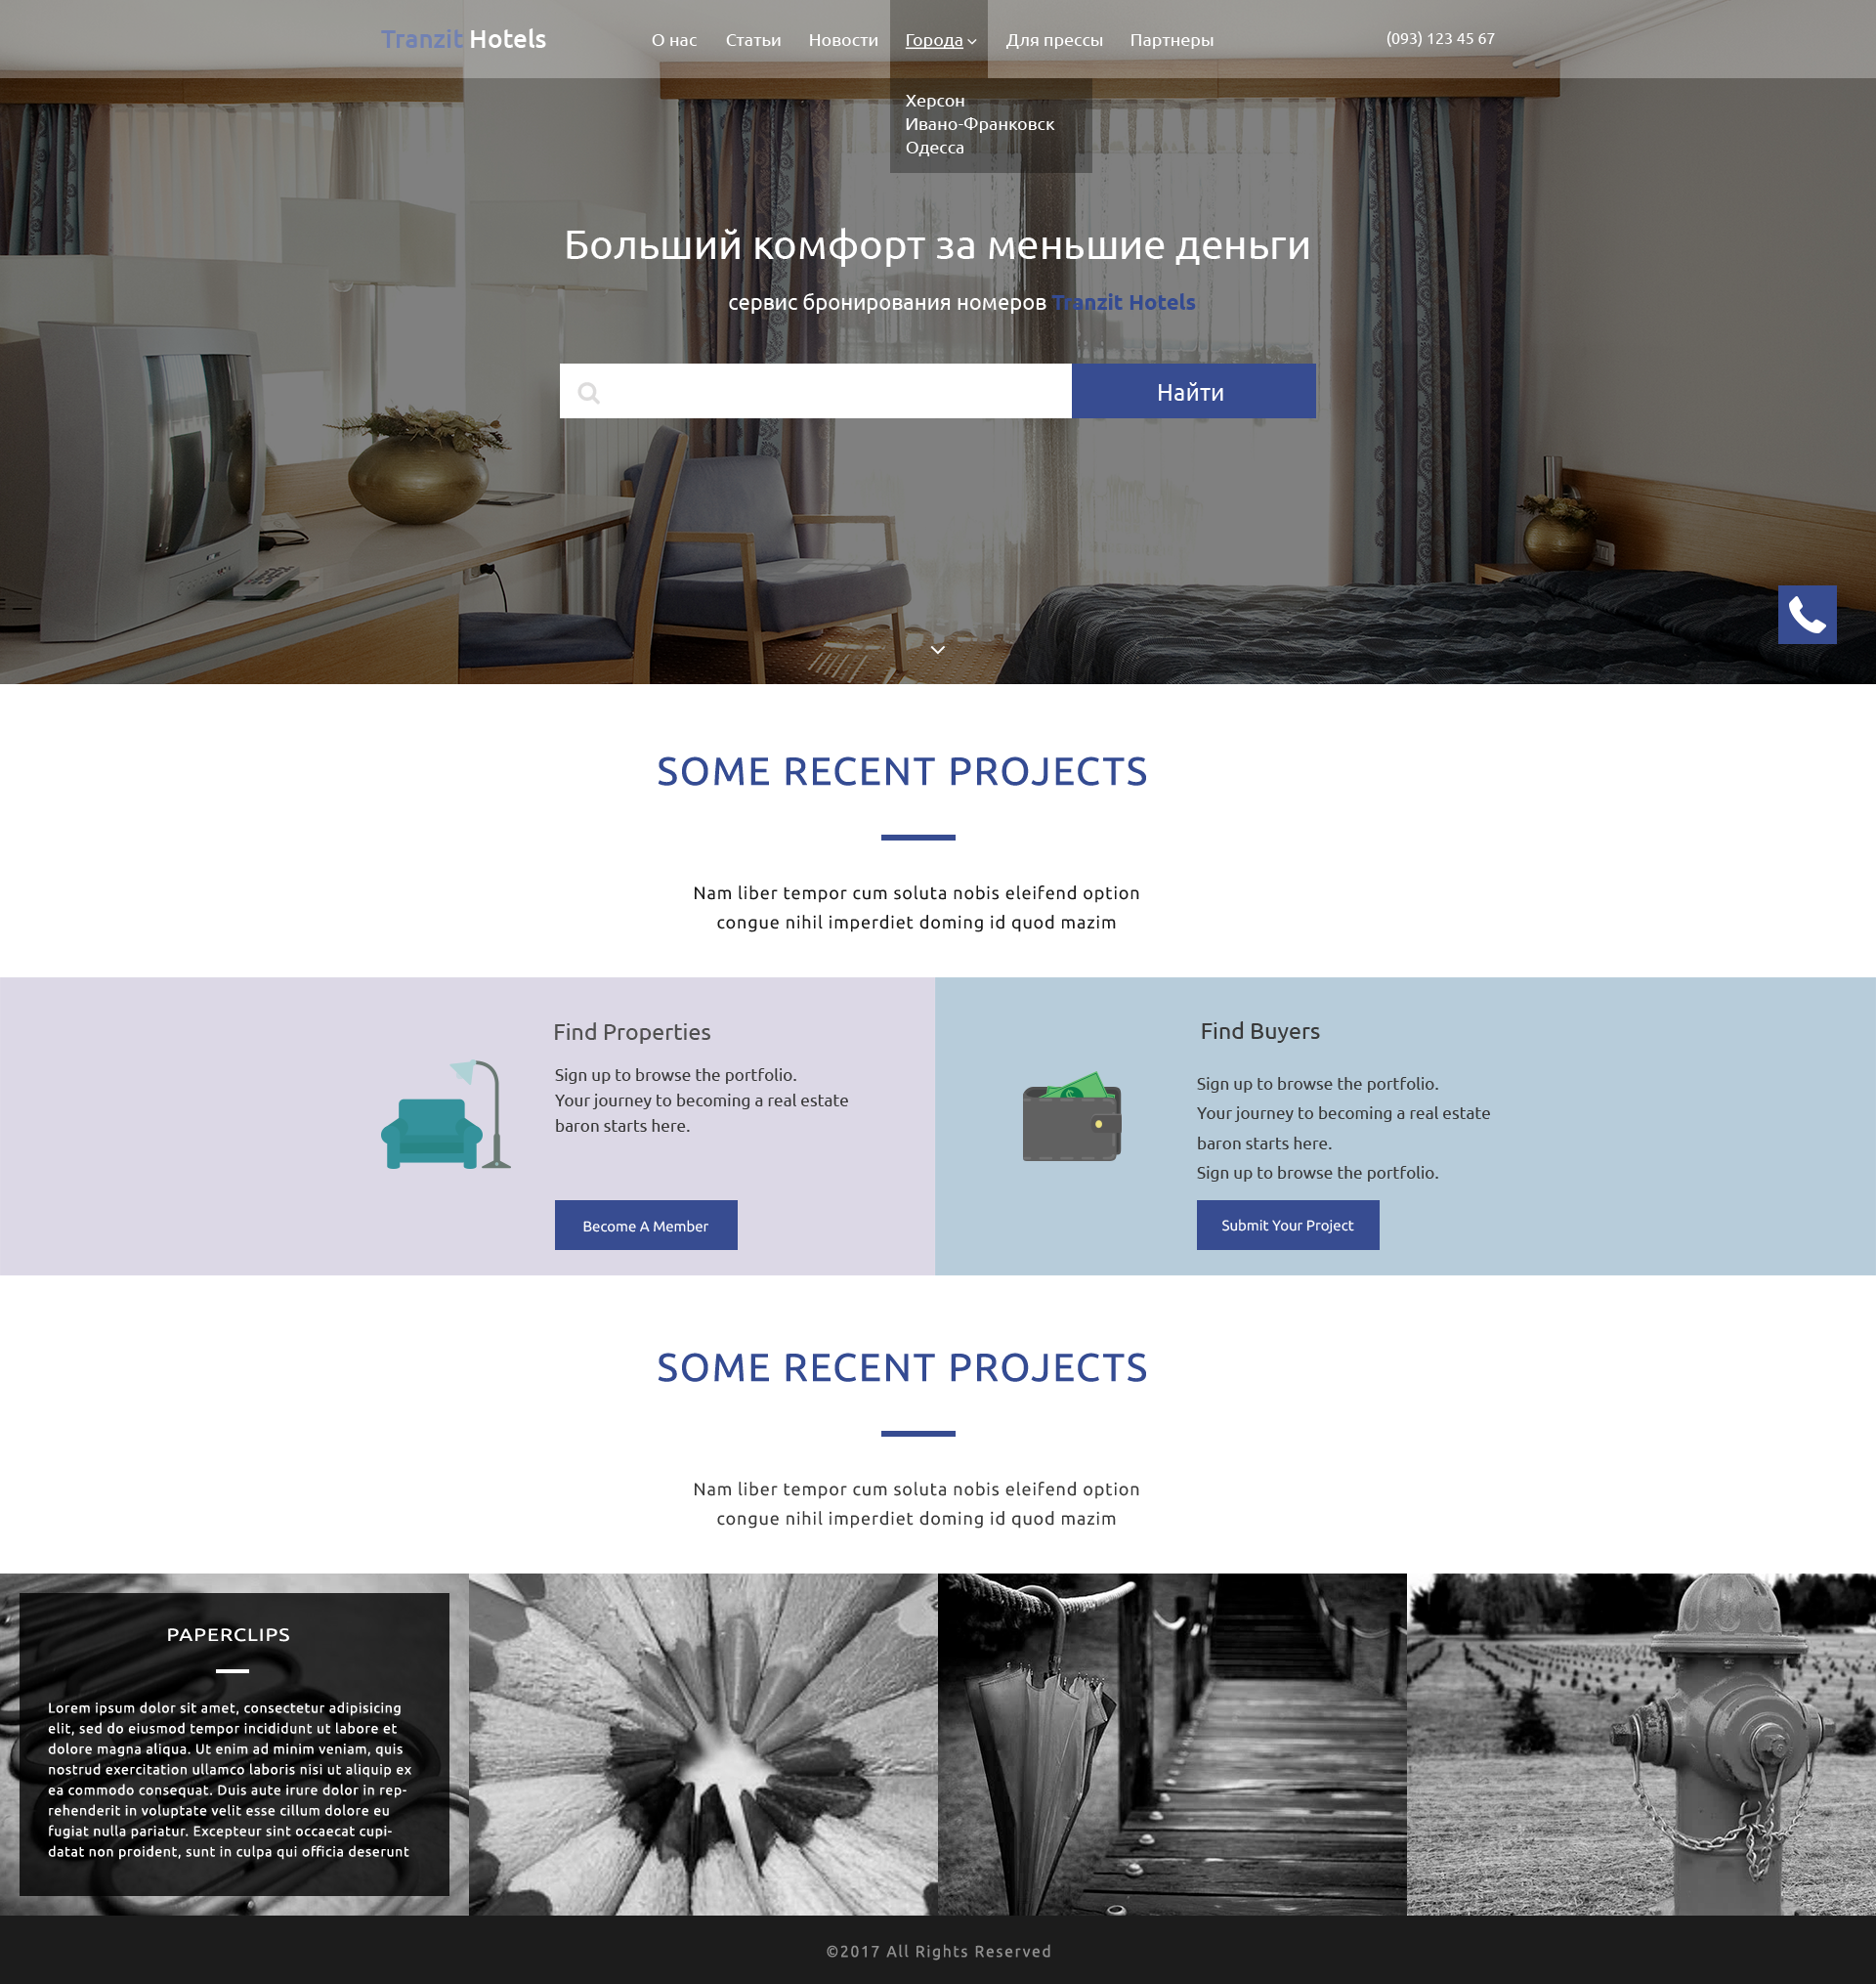 Tranzit Hotels
О нас Статьи Новости Города Для прессы Партнеры
(093) 123 45 67
Херсон
Ивано-Франковск
Одесса
Больший комфорт за меньшие деньги
сервис бронирования номеров Tranzit Hotels
Найти
SOME RECENT PROJECTS
Nam liber tempor cum soluta nobis eleifend option
congue nihil imperdiet doming id quod mazim
Find Properties
Sign up to browse the portfolio.
Your journey to becoming a real estate
baron starts here.
Become A Member
Find Buyers
Sign up to browse the portfolio.
Your journey to becoming a real estate
baron starts here.
Sign up to browse the portfolio.
Submit Your Project
SOME RECENT PROJECTS
Nam liber tempor cum soluta nobis eleifend option
congue nihil imperdiet doming id quod mazim
PAPERCLIPS
Lorem ipsum dolor sit amet, consectetur adipisicing
elit, sed do eiusmod tempor incididunt ut labore et
dolore magna aliqua. Ut enim ad minim veniam, quis
nostrud exercitation ullamco laboris nisi ut aliquip ex
ea commodo consequat. Duis aute irure dolor in rep-
rehenderit in voluptate velit esse cillum dolore eu
fugiat nulla pariatur. Excepteur sint occaecat cupi-
datat non proident, sunt in culpa qui officia deserunt
©2017 All Rights Reserved